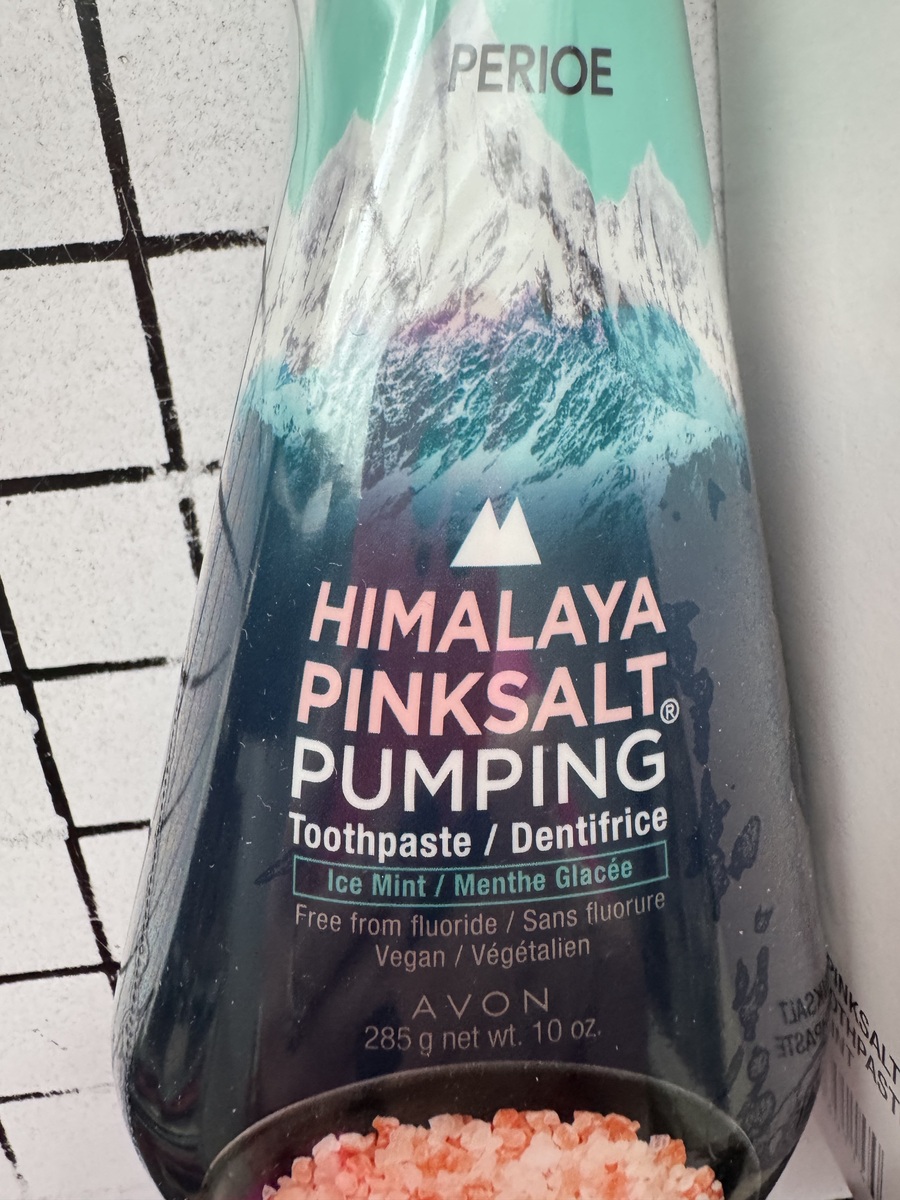 PERIOE
HIMALAYA
PINKSALT®
PUMPING
Toothpaste / Dentifrice
Ice Mint / Menthe Glacée
Free from fluoride / Sans fluorure
Vegan / Végétalien
AVON
285 g net wt. 10 oz.
PINKSALT